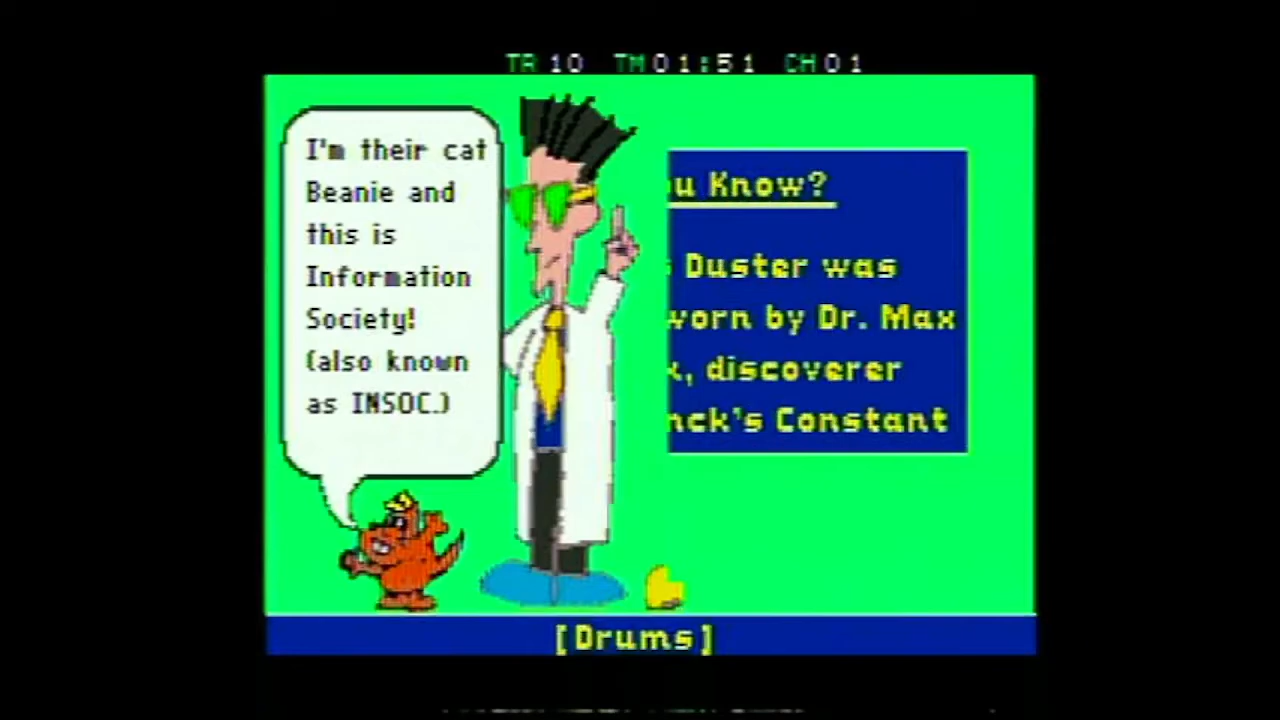 TR 10 TM 01:51 CH 01
I'm their cat
Beanie and
this is
Information
Society!
(also known
as INSOC.)
u Know?
Duster was
worn by Dr. Max
k, discoverer
nck's Constant
[Drums]